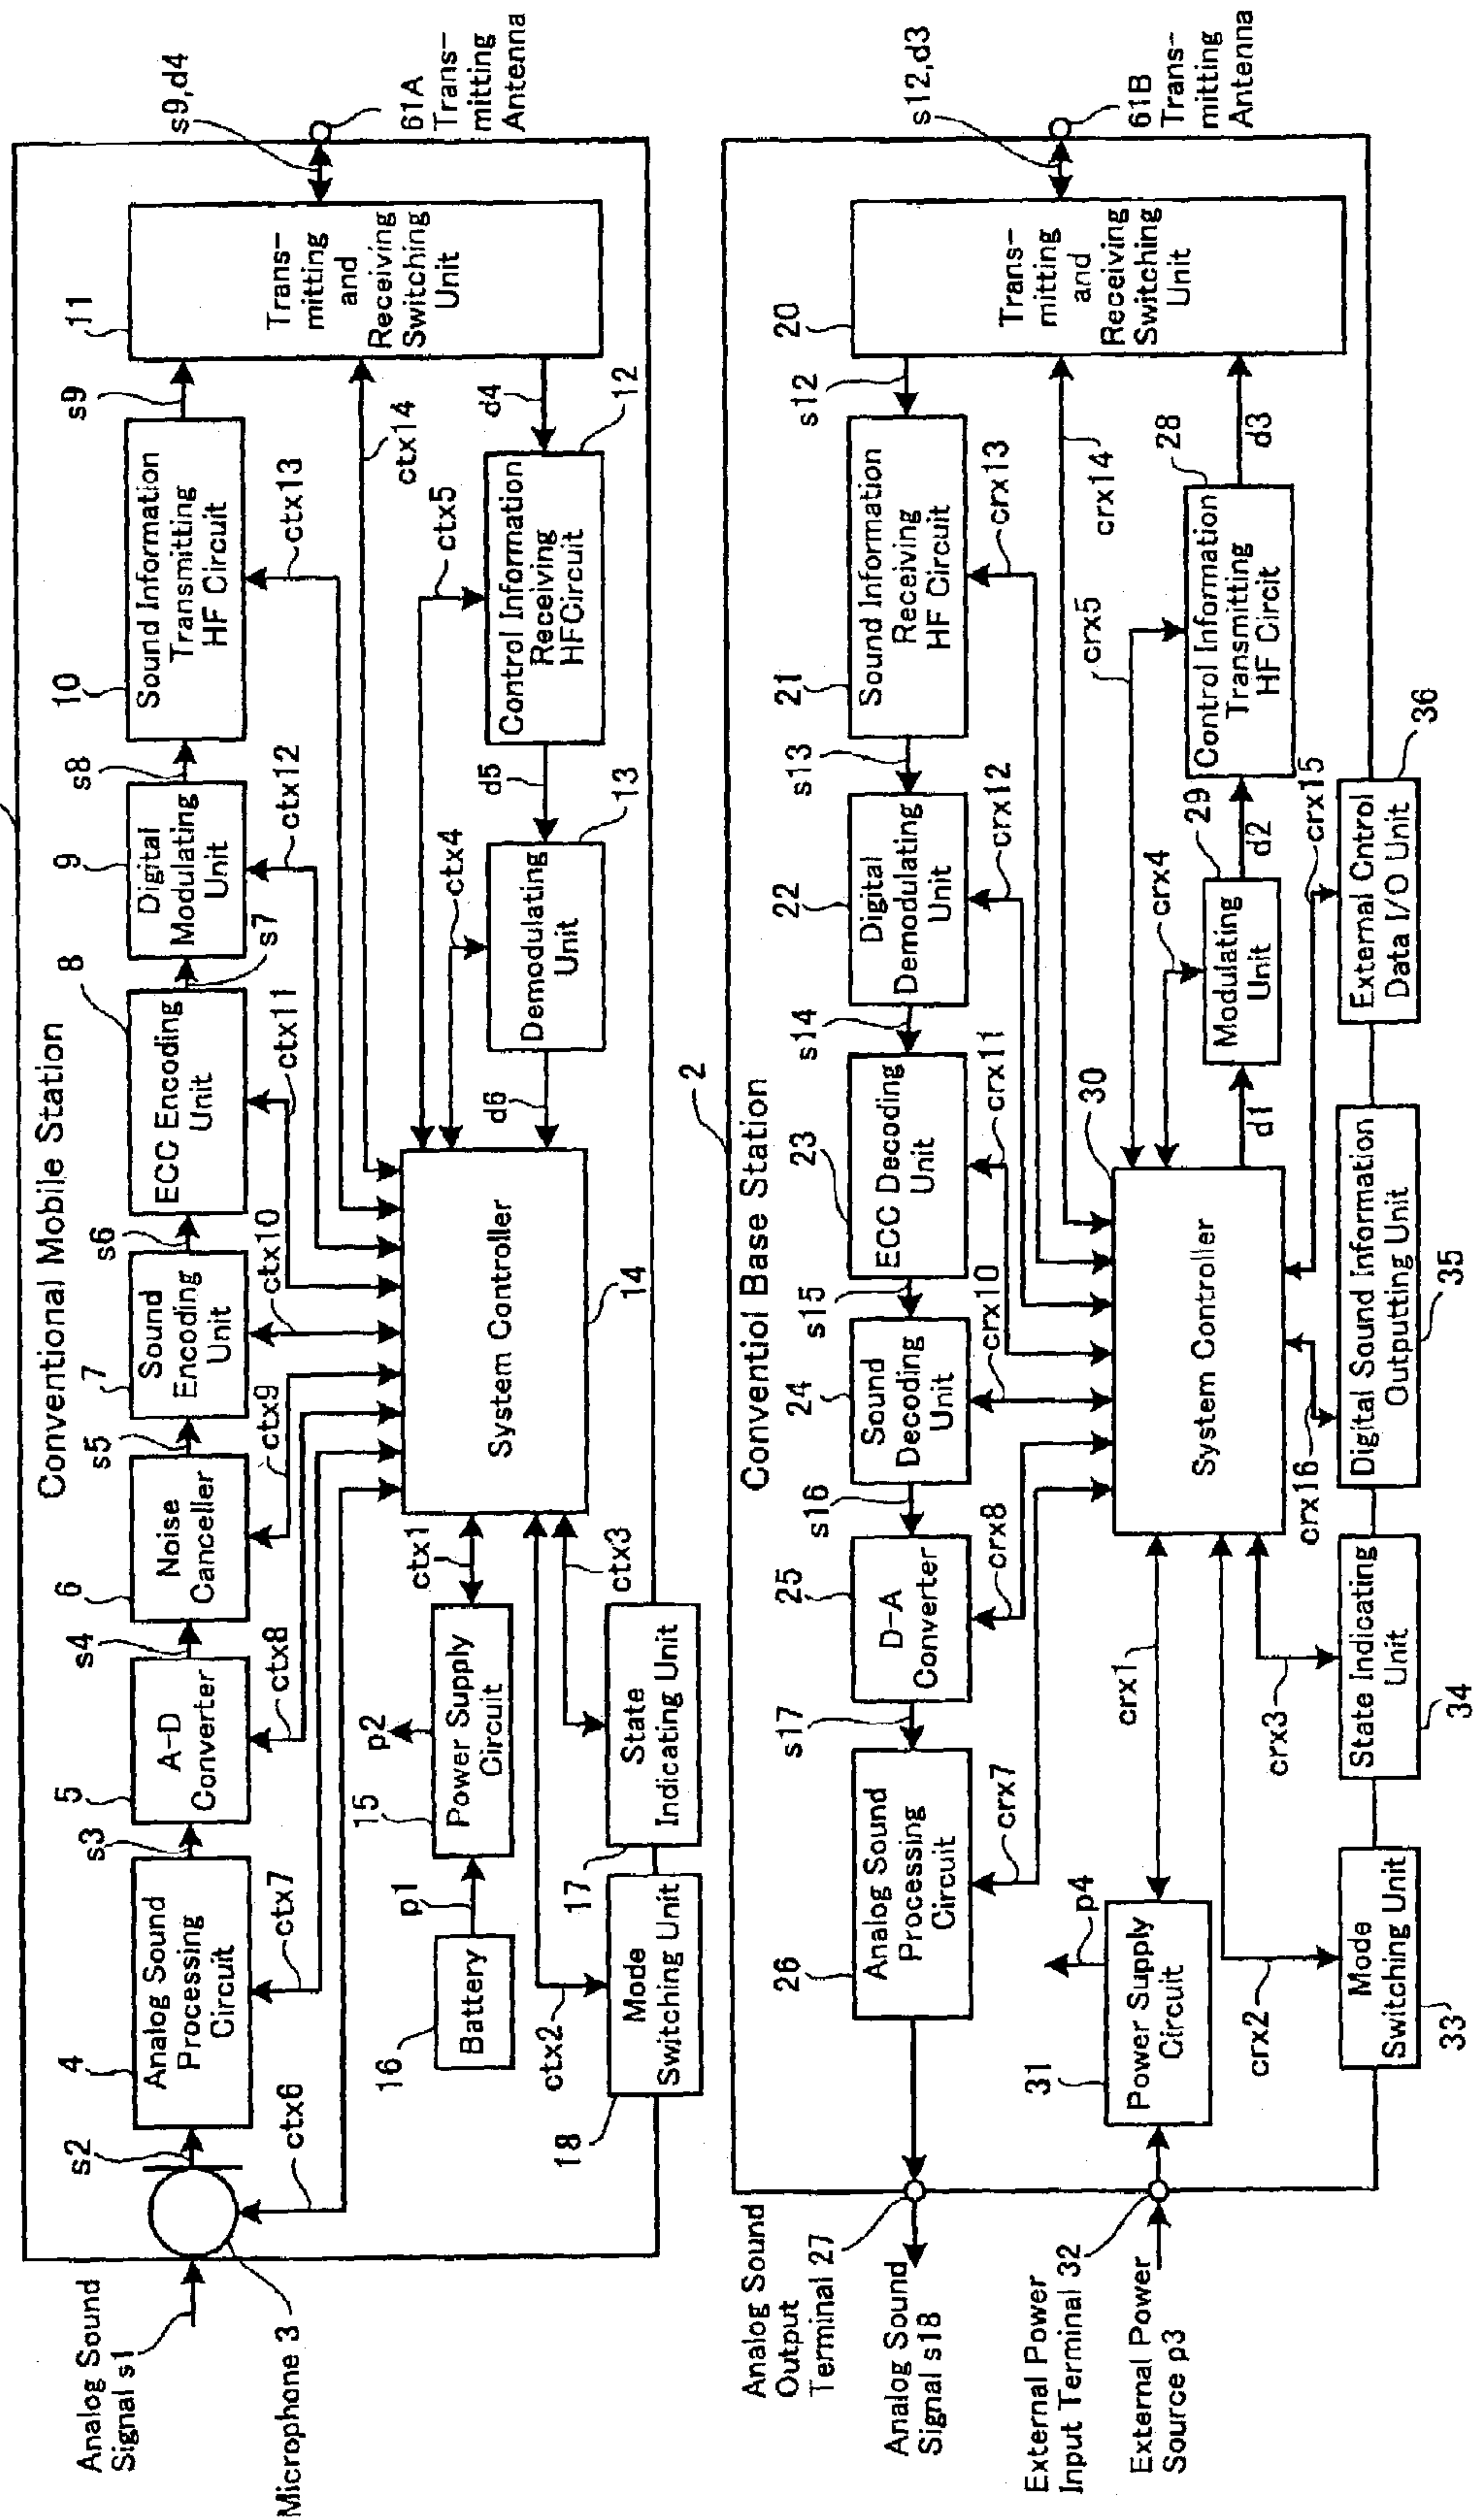 Conventional Mobile Station
Analog Sound
Signal s1
Microphone 3
s2
4
Analog Sound
Processing
Circuit
s3
5
A-D
Converter
s4
6
Noise
Canceller
s5
7
Sound
Encoding
Unit
s6
8
ECC Encoding
Unit
s7
9
Digital
Modulating
Unit
s8
10
Sound Information
Transmitting
HF Circuit
s9
11
Trans-
mitting
and
Receiving
Switching
Unit
s9,d4
61A
Trans-
mitting
Antenna
ctx6
ctx7
ctx8
ctx9
ctx10
ctx11
ctx12
ctx13
ctx14
16
Battery
p1
15
Power Supply
Circuit
p2
ctx1
System Controller
14
d6
ctx4
Demodulating
Unit
13
d5
ctx5
Control Information
Receiving
HFCircuit
12
d4
ctx2
18
Mode
Switching Unit
17
State
Indicating Unit
ctx3
2
Conventiol Base Station
Analog Sound
Output
Terminal 27
Analog Sound
Signal s18
26
Analog Sound
Processing
Circuit
s17
25
D-A
Converter
s16
24
Sound
Decoding
Unit
s15
23
ECC Decoding
Unit
s14
22
Digital
Demodulating
Unit
s13
21
Sound Information
Receiving
HF Circuit
s12
20
Trans-
mitting
and
Receiving
Switching
Unit
s12,d3
61B
Trans-
mitting
Antenna
crx7
crx8
crx10
crx11
crx12
crx13
crx14
External Power
Input Terminal 32
External Power
Source p3
31
Power Supply
Circuit
p4
crx1
System Controller
30
d1
crx4
Modulating
Unit
29
d2
crx5
Control Information
Transmitting
HF Circit
28
d3
crx2
crx3
crx16
crx15
Mode
Switching Unit
33
State Indicating
Unit
34
Digital Sound Information
Outputting Unit
35
External Cntrol
Data I/O Unit
36